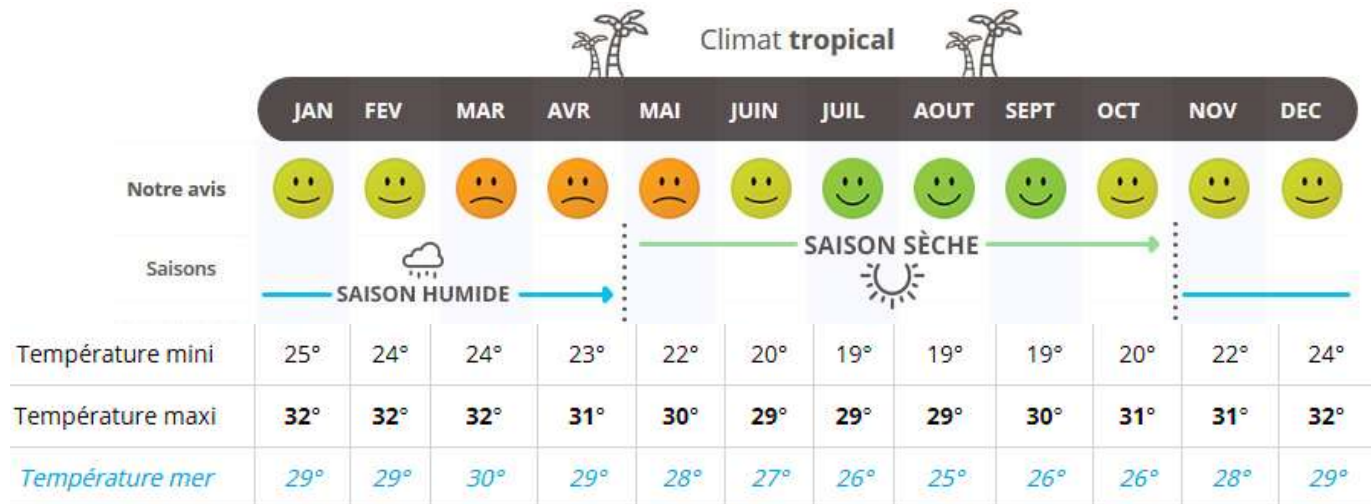 Climat tropical
JAN FEV MAR AVR MAI JUIN JUIL AOUT SEPT OCT NOV DEC
Notre avis
SAISON SÈCHE
Saisons
SAISON HUMIDE
Température mini 25° 24° 24° 23° 22° 20° 19° 19° 19° 20° 22° 24°
Température maxi 32° 32° 32° 31° 30° 29° 29° 29° 30° 31° 31° 32°
Température mer 29° 29° 30° 29° 28° 27° 26° 25° 26° 26° 28° 29°